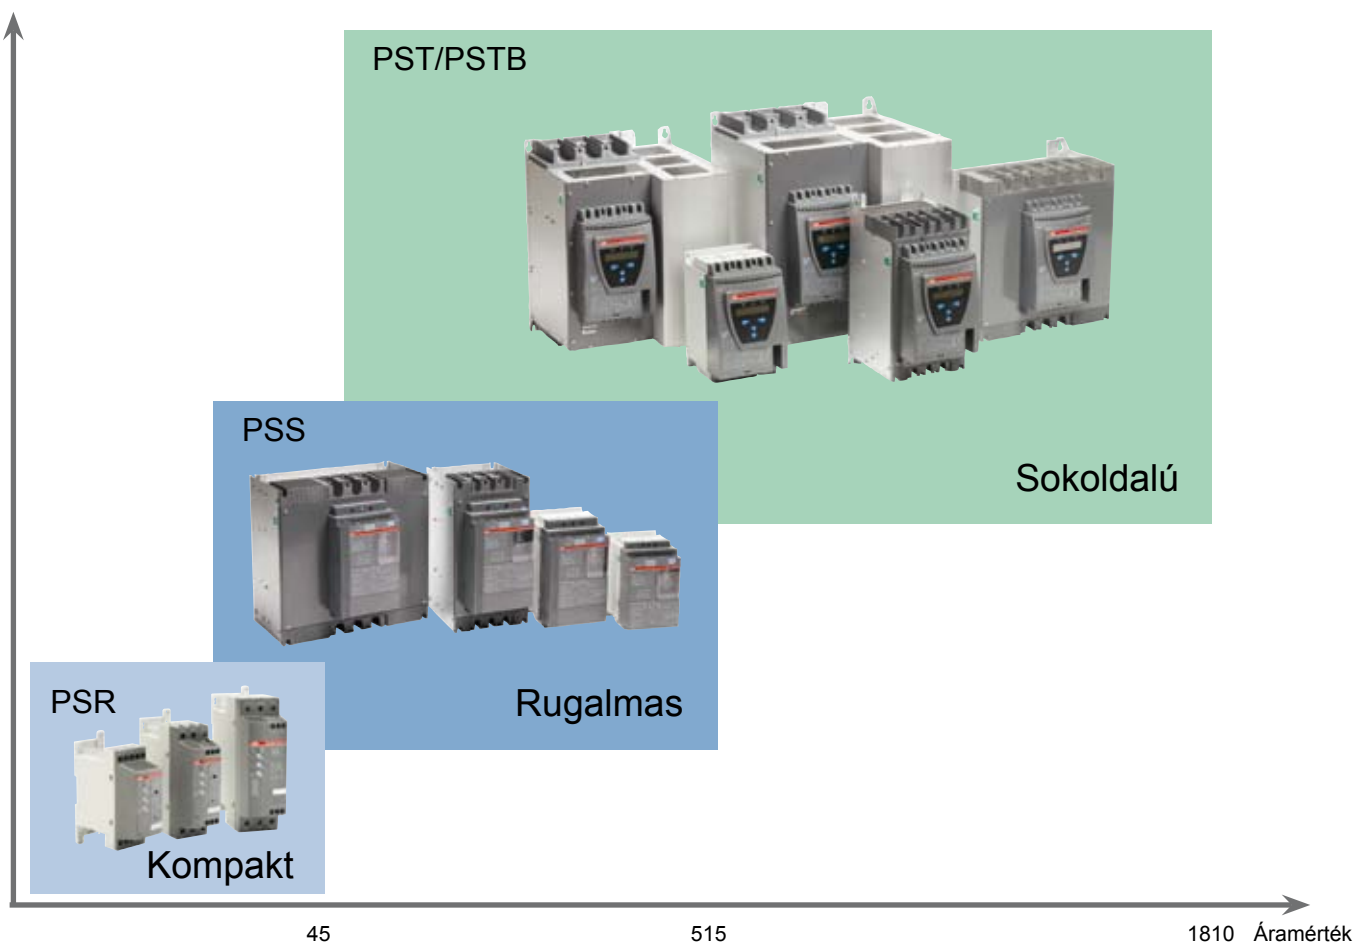 PST/PSTB
Sokoldalú
PSS
Rugalmas
PSR
Kompakt
45
515
1810
Áramérték